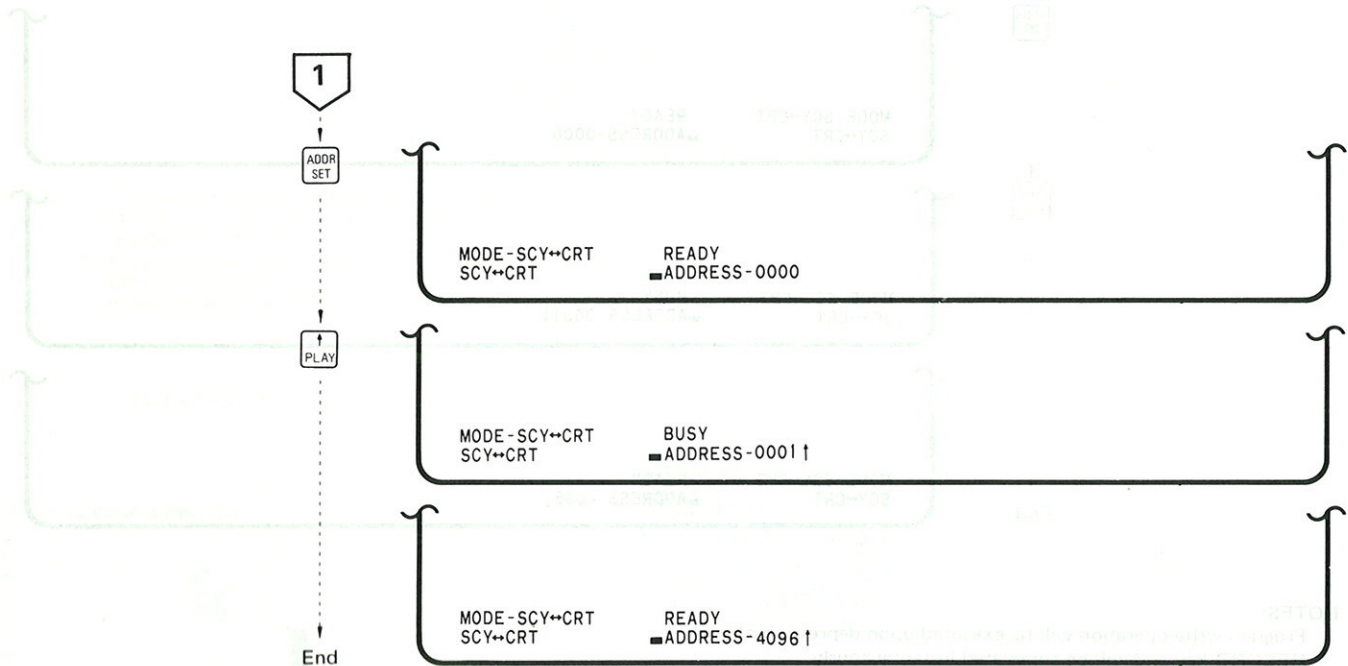 1
ADDR
SET
MODE-SCY↔CRT READY
SCY↔CRT ▬ADDRESS-0000
↑
PLAY
MODE-SCY↔CRT BUSY
SCY↔CRT ▬ADDRESS-0001↑
MODE-SCY↔CRT READY
SCY↔CRT ▬ADDRESS-4096↑
End